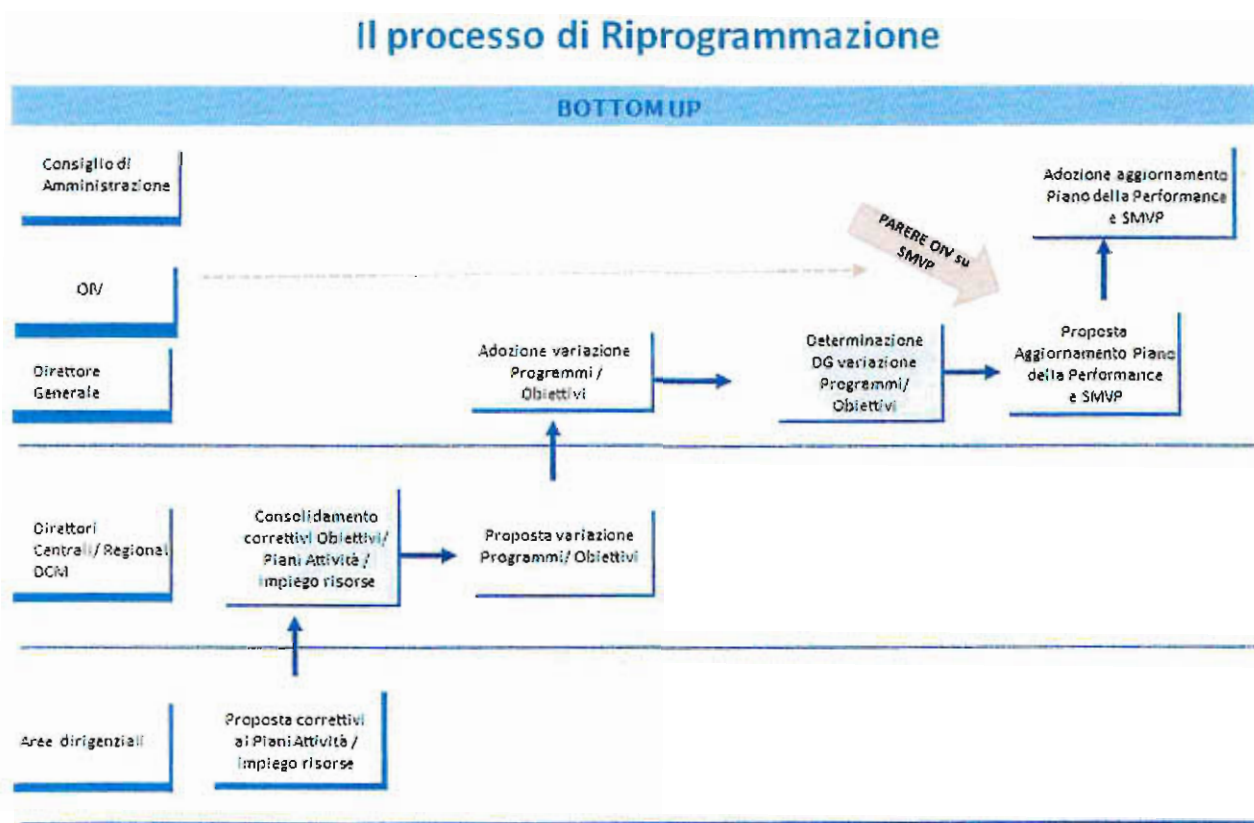 Il processo di Riprogrammazione
BOTTOM UP
Consiglio di
Amministrazione
Adozione aggiornamento
Piano della Performance
e SMVP
PARERE OIV su
SMVP
OIV
Direttore
Generale
Adozione variazione
Programmi /
Obiettivi
Determinazione
DG variazione
Programmi/
Obiettivi
Proposta
Aggiornamento Piano
della Performance
e SMVP
Direttori
Centrali/ Regional
DCM
Consolidamento
correttivi Obiettivi/
Piani Attività /
impiego risorse
Proposta variazione
Programmi/ Obiettivi
Aree dirigenziali
Proposta correttivi
ai Piani Attività /
impiego risorse